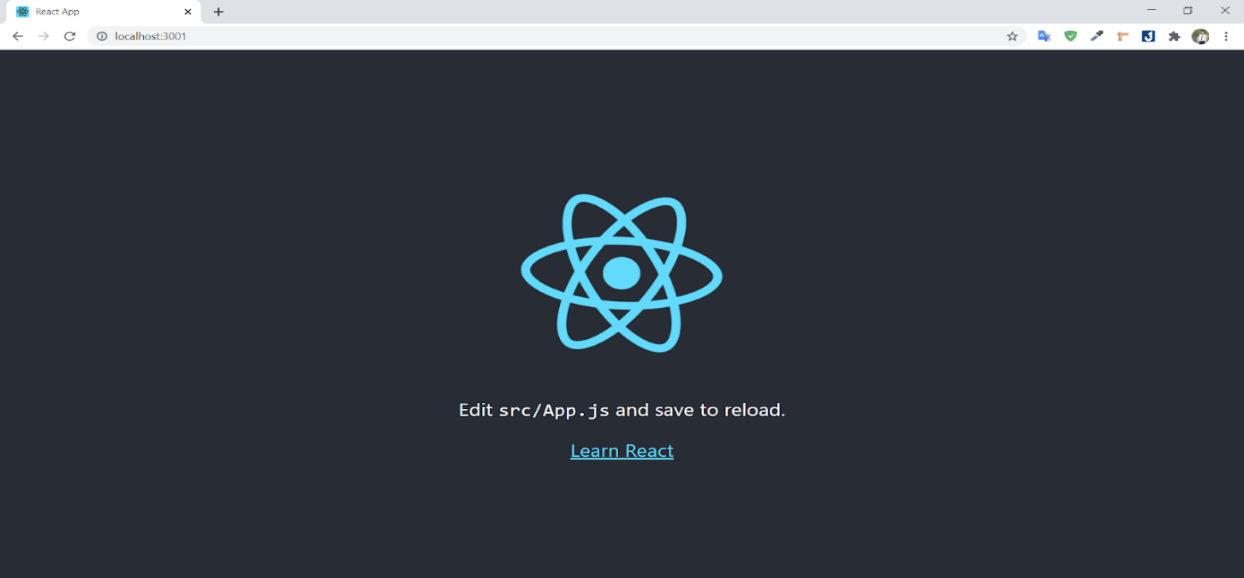 React App
localhost:3001
Edit src/App.js and save to reload.
Learn React